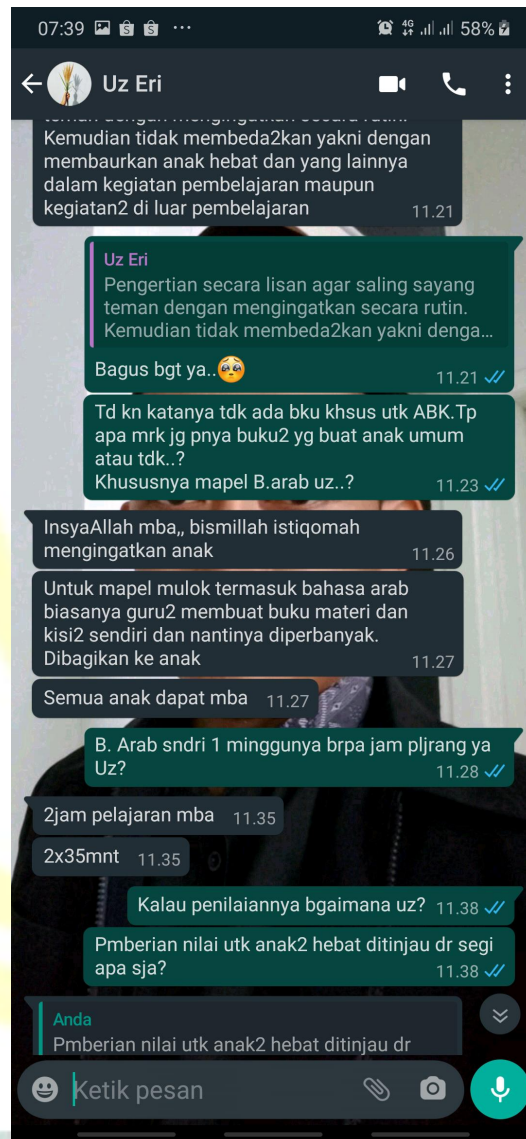 07:39
4G
58%
Uz Eri
teman dengan mengingatkan secara rutin.
Kemudian tidak membeda2kan yakni dengan
membaurkan anak hebat dan yang lainnya
dalam kegiatan pembelajaran maupun
kegiatan2 di luar pembelajaran 11.21
Uz Eri
Pengertian secara lisan agar saling sayang
teman dengan mengingatkan secara rutin.
Kemudian tidak membeda2kan yakni denga...
Bagus bgt ya..🥺 11.21
Td kn katanya tdk ada bku khsus utk ABK.Tp
apa mrk jg pnya buku2 yg buat anak umum
atau tdk..?
Khususnya mapel B.arab uz..? 11.23
InsyaAllah mba,, bismillah istiqomah
mengingatkan anak 11.26
Untuk mapel mulok termasuk bahasa arab
biasanya guru2 membuat buku materi dan
kisi2 sendiri dan nantinya diperbanyak.
Dibagikan ke anak 11.27
Semua anak dapat mba 11.27
B. Arab sndri 1 minggunya brpa jam pljrang ya
Uz? 11.28
2jam pelajaran mba 11.35
2x35mnt 11.35
Kalau penilaiannya bgaimana uz? 11.38
Pmberian nilai utk anak2 hebat ditinjau dr segi
apa sja? 11.38
Anda
Pmberian nilai utk anak2 hebat ditinjau dr
Ketik pesan